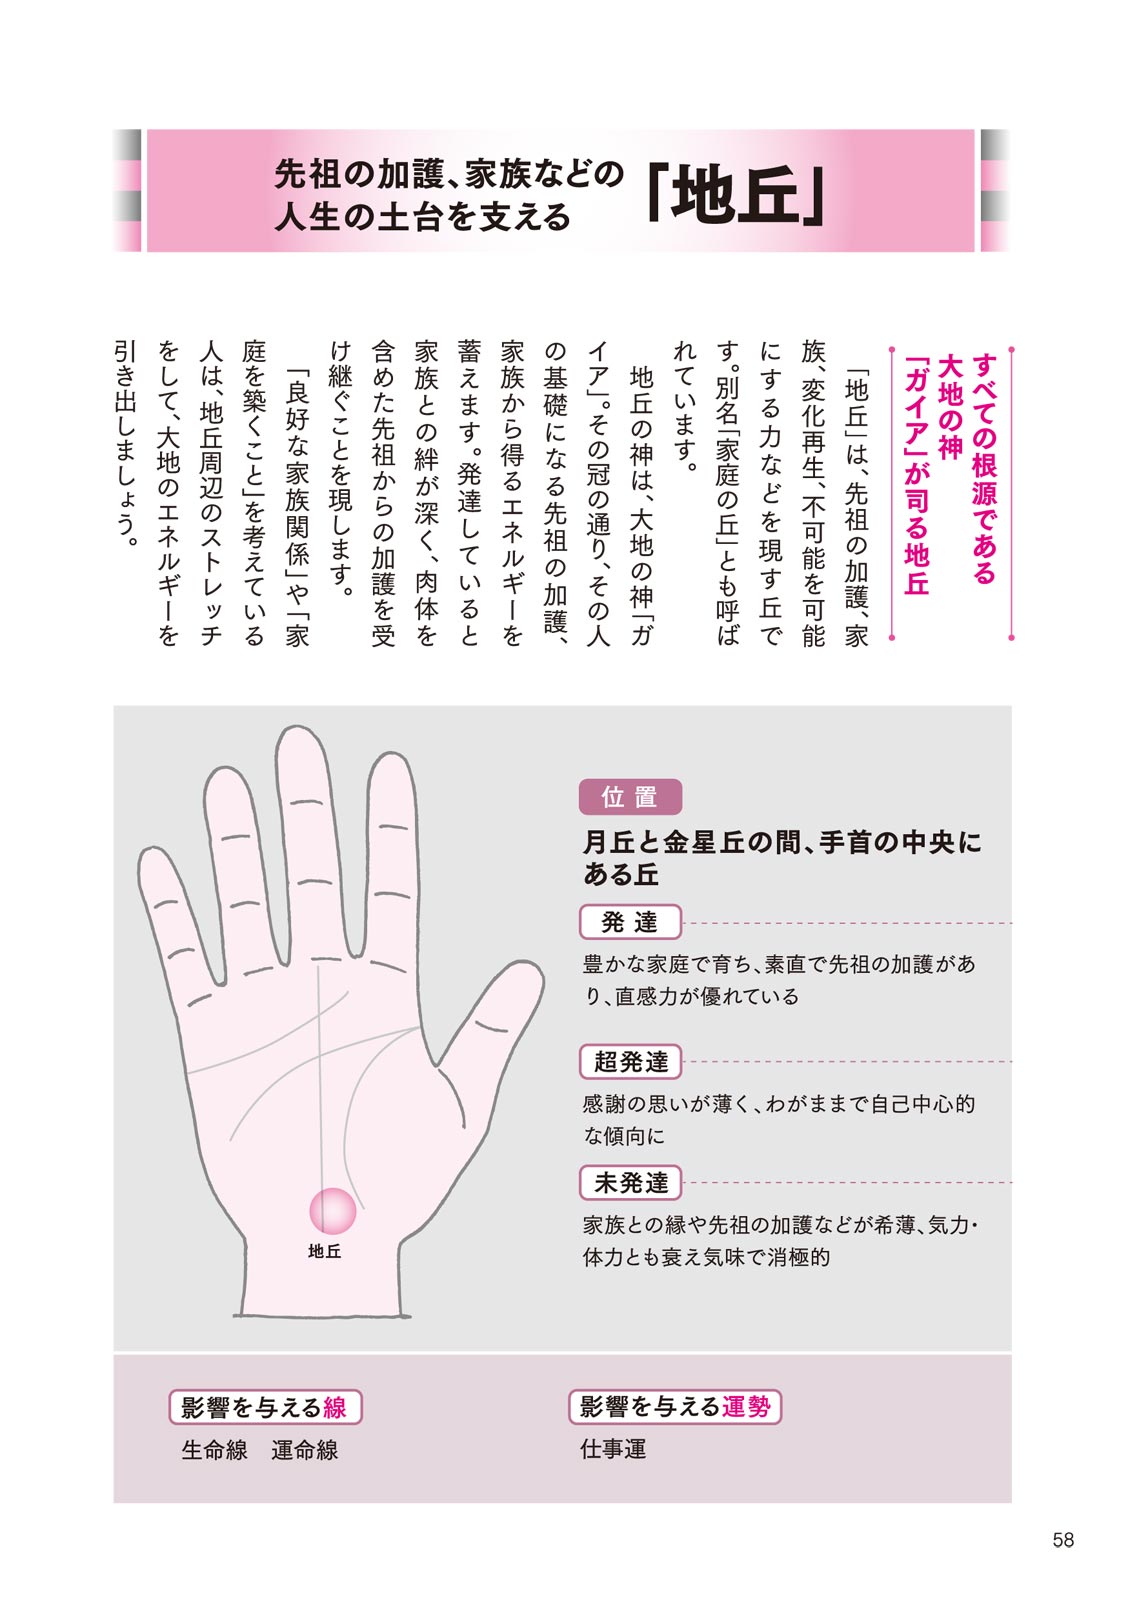 先祖の加護、家族などの
人生の土台を支える
「地丘」
すべての根源である
大地の神
「ガイア」が司る地丘
「地丘」は、先祖の加護、家
族、変化再生、不可能を可能
にする力などを現す丘で
す。別名「家庭の丘」とも呼ば
れています。
地丘の神は、大地の神「ガ
イア」。その冠の通り、その人
の基礎になる先祖の加護、
家族から得るエネルギーを
蓄えます。発達していると
家族との絆が深く、肉体を
含めた先祖からの加護を受
け継ぐことを現します。
「良好な家族関係」や「家
庭を築くこと」を考えている
人は、地丘周辺のストレッチ
をして、大地のエネルギーを
引き出しましょう。
地丘
位置
月丘と金星丘の間、手首の中央に
ある丘
発達
豊かな家庭で育ち、素直で先祖の加護があ
り、直感力が優れている
超発達
感謝の思いが薄く、わがままで自己中心的
な傾向に
未発達
家族との縁や先祖の加護などが希薄、気力・
体力とも衰え気味で消極的
影響を与える線
生命線　運命線
影響を与える運勢
仕事運
58